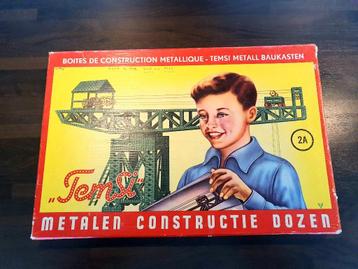 BOITES DE CONSTRUCTION METALLIQUE - TEMSI METALL BAUKASTEN
2A
„Temsi"
METALEN CONSTRUCTIE DOZEN